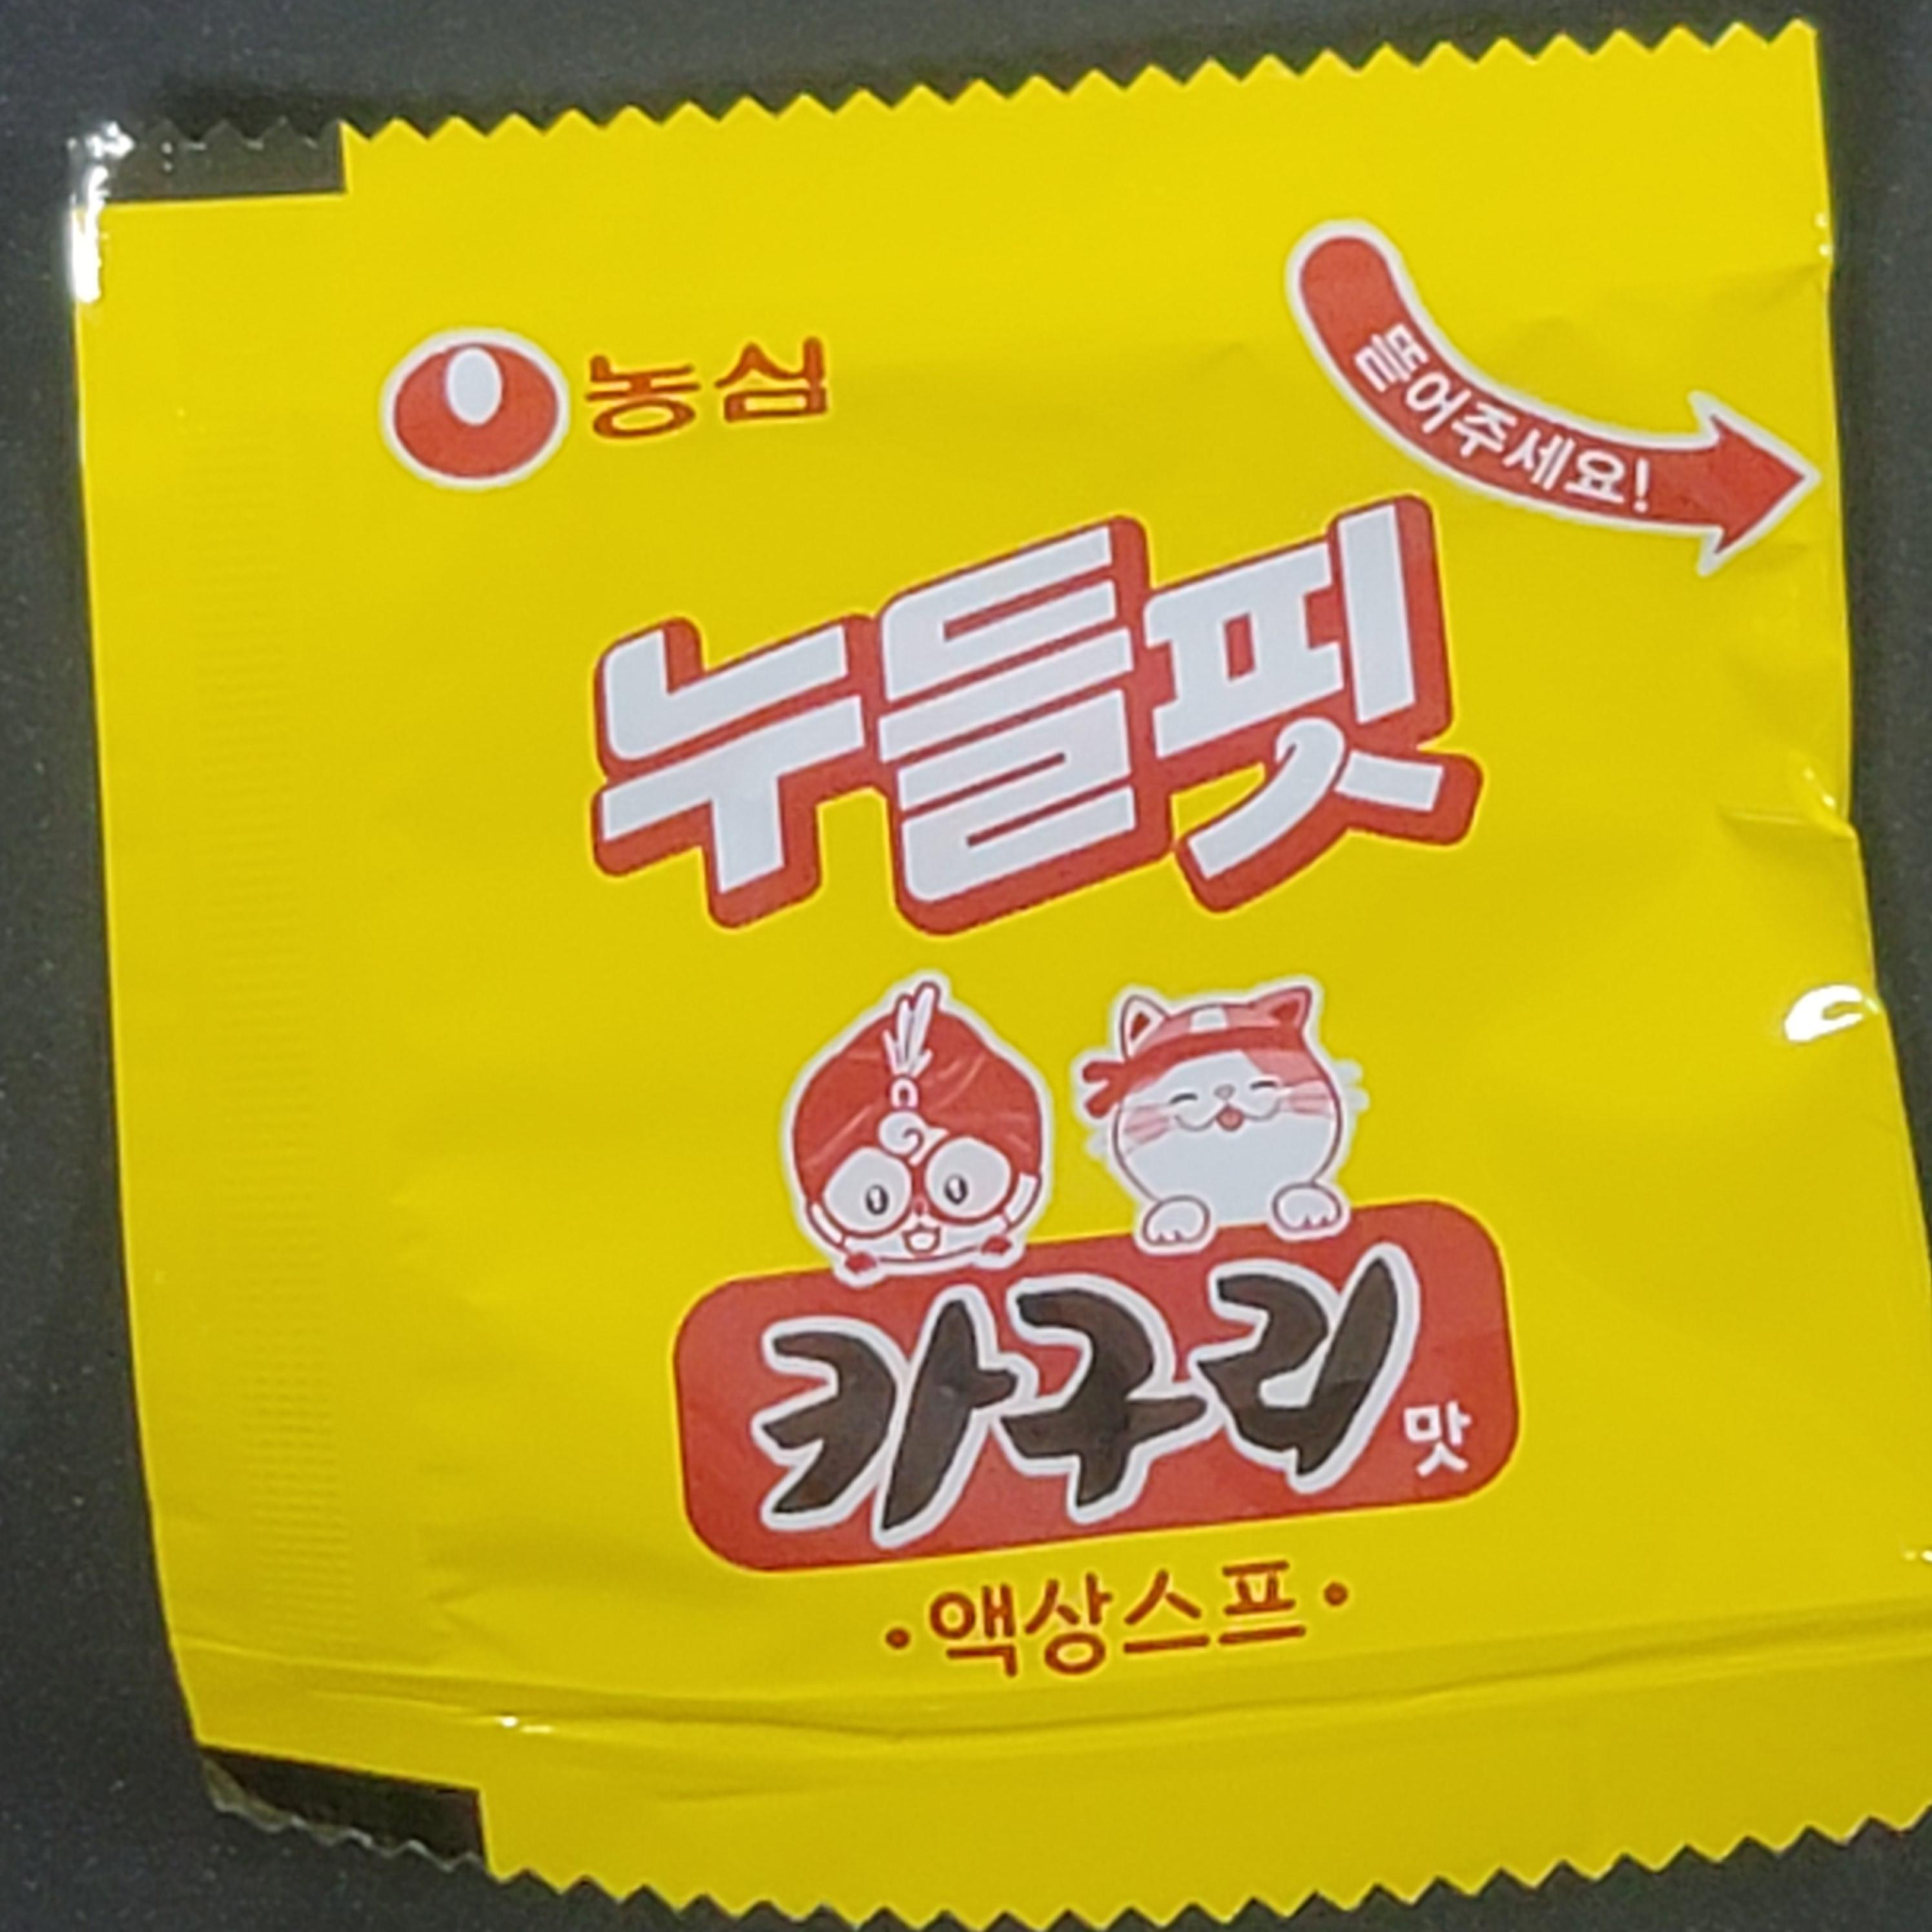 농심
뜯어주세요!
누들핏
카구리 맛
·액상스프·